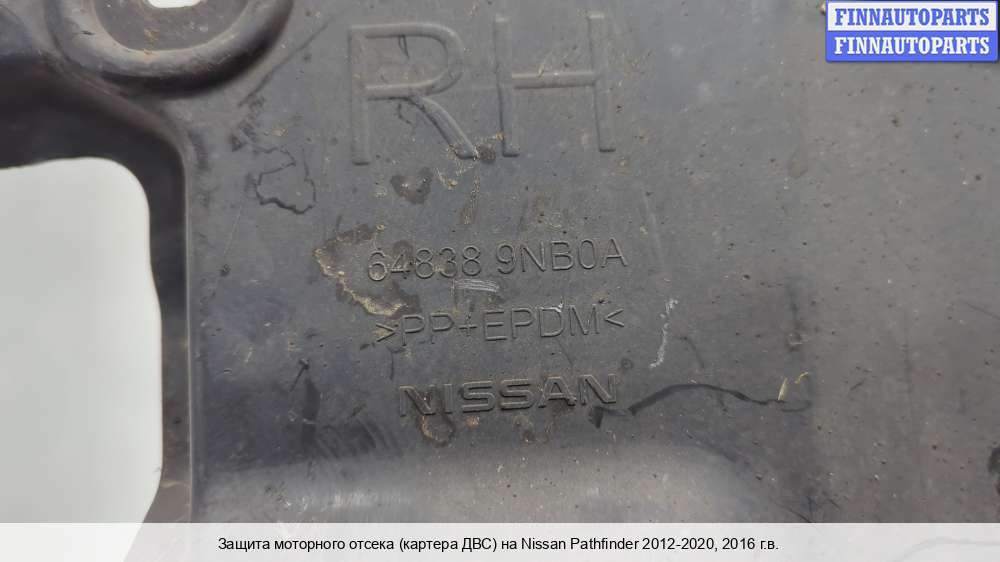 FINNAUTOPARTS
FINNAUTOPARTS
RH
64838 9NB0A
>PP+EPDM<
NISSAN
Защита моторного отсека (картера ДВС) на Nissan Pathfinder 2012-2020, 2016 г.в.